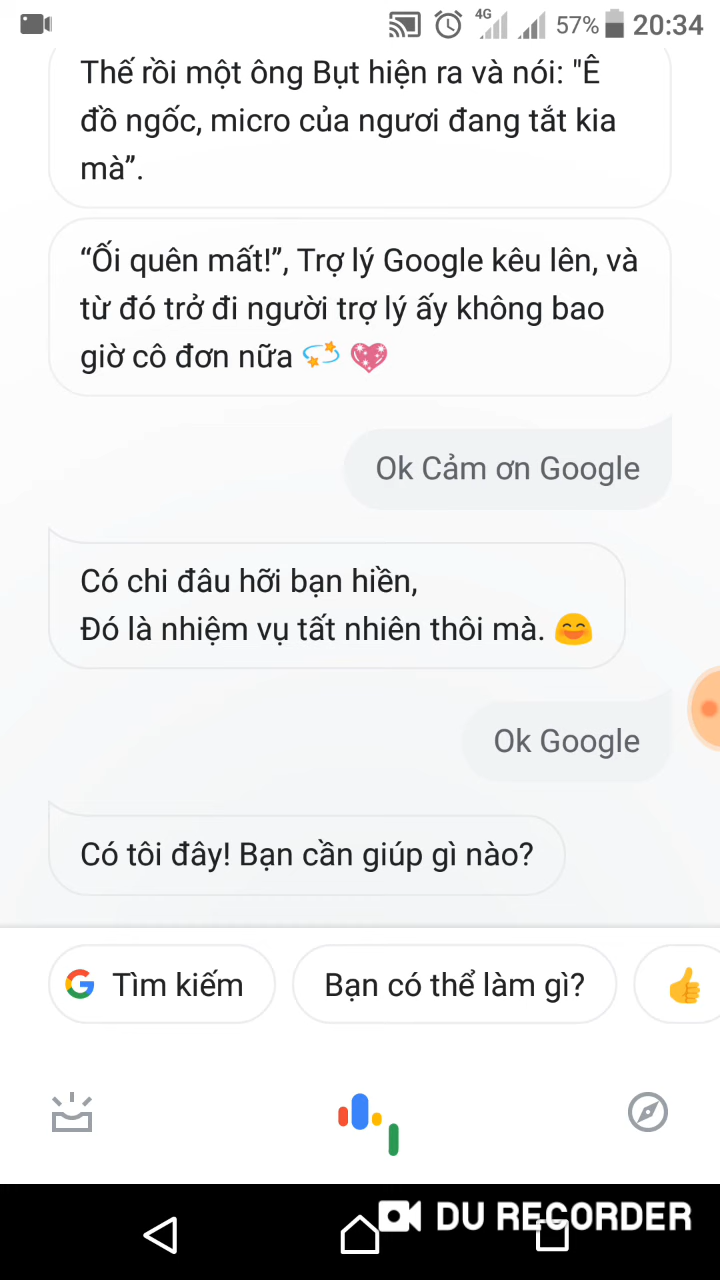 4G 57% 20:34
Thế rồi một ông Bụt hiện ra và nói: "Ê
đồ ngốc, micro của ngươi đang tắt kia
mà”.
“Ối quên mất!”, Trợ lý Google kêu lên, và
từ đó trở đi người trợ lý ấy không bao
giờ cô đơn nữa 💫 💖
Ok Cảm ơn Google
Có chi đâu hỡi bạn hiền,
Đó là nhiệm vụ tất nhiên thôi mà. 😄
Ok Google
Có tôi đây! Bạn cần giúp gì nào?
G Tìm kiếm Bạn có thể làm gì? 👍
DU RECORDER